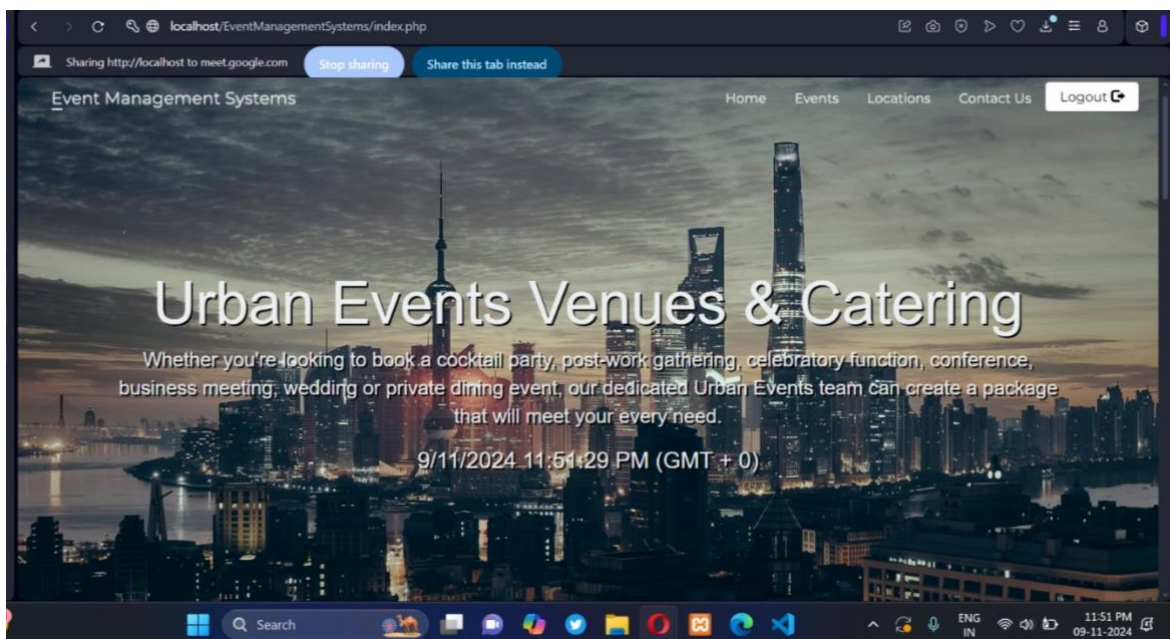 localhost/EventManagementSystems/index.php
Sharing http://localhost to meet.google.com
Stop sharing
Share this tab instead
Event Management Systems
Home
Events
Locations
Contact Us
Logout
Urban Events Venues & Catering
Whether you're looking to book a cocktail party, post-work gathering, celebratory function, conference,
business meeting, wedding or private dining event, our dedicated Urban Events team can create a package
that will meet your every need.
9/11/2024 11:51:29 PM (GMT + 0)
Search
ENG
IN
11:51 PM
09-11-2024